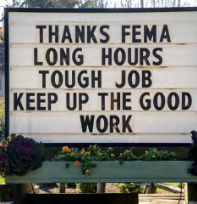 THANKS FEMA
LONG HOURS
TOUGH JOB
KEEP UP THE GOOD
WORK